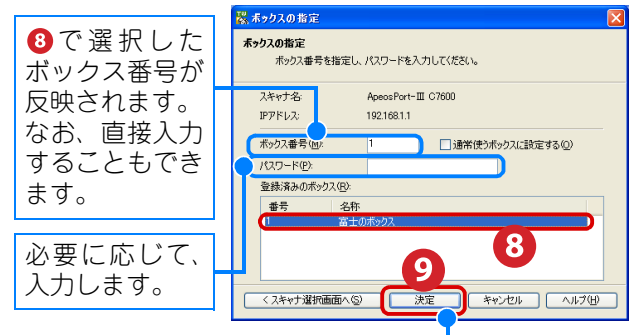 ❽で選択した
ボックス番号が
反映されます。
なお、直接入力
することもでき
ます。
必要に応じて、
入力します。
ボックスの指定
ボックスの指定
ボックス番号を指定し、パスワードを入力してください。
スキャナ名: ApeosPort-Ⅲ C7600
IPアドレス: 192.168.1.1
ボックス番号(M): 1 通常使うボックスに設定する(Q)
パスワード(P):
登録済みのボックス(R):
番号 名称
1 富士のボックス
8
9
< スキャナ選択画面へ(S) 決定 キャンセル ヘルプ(H)